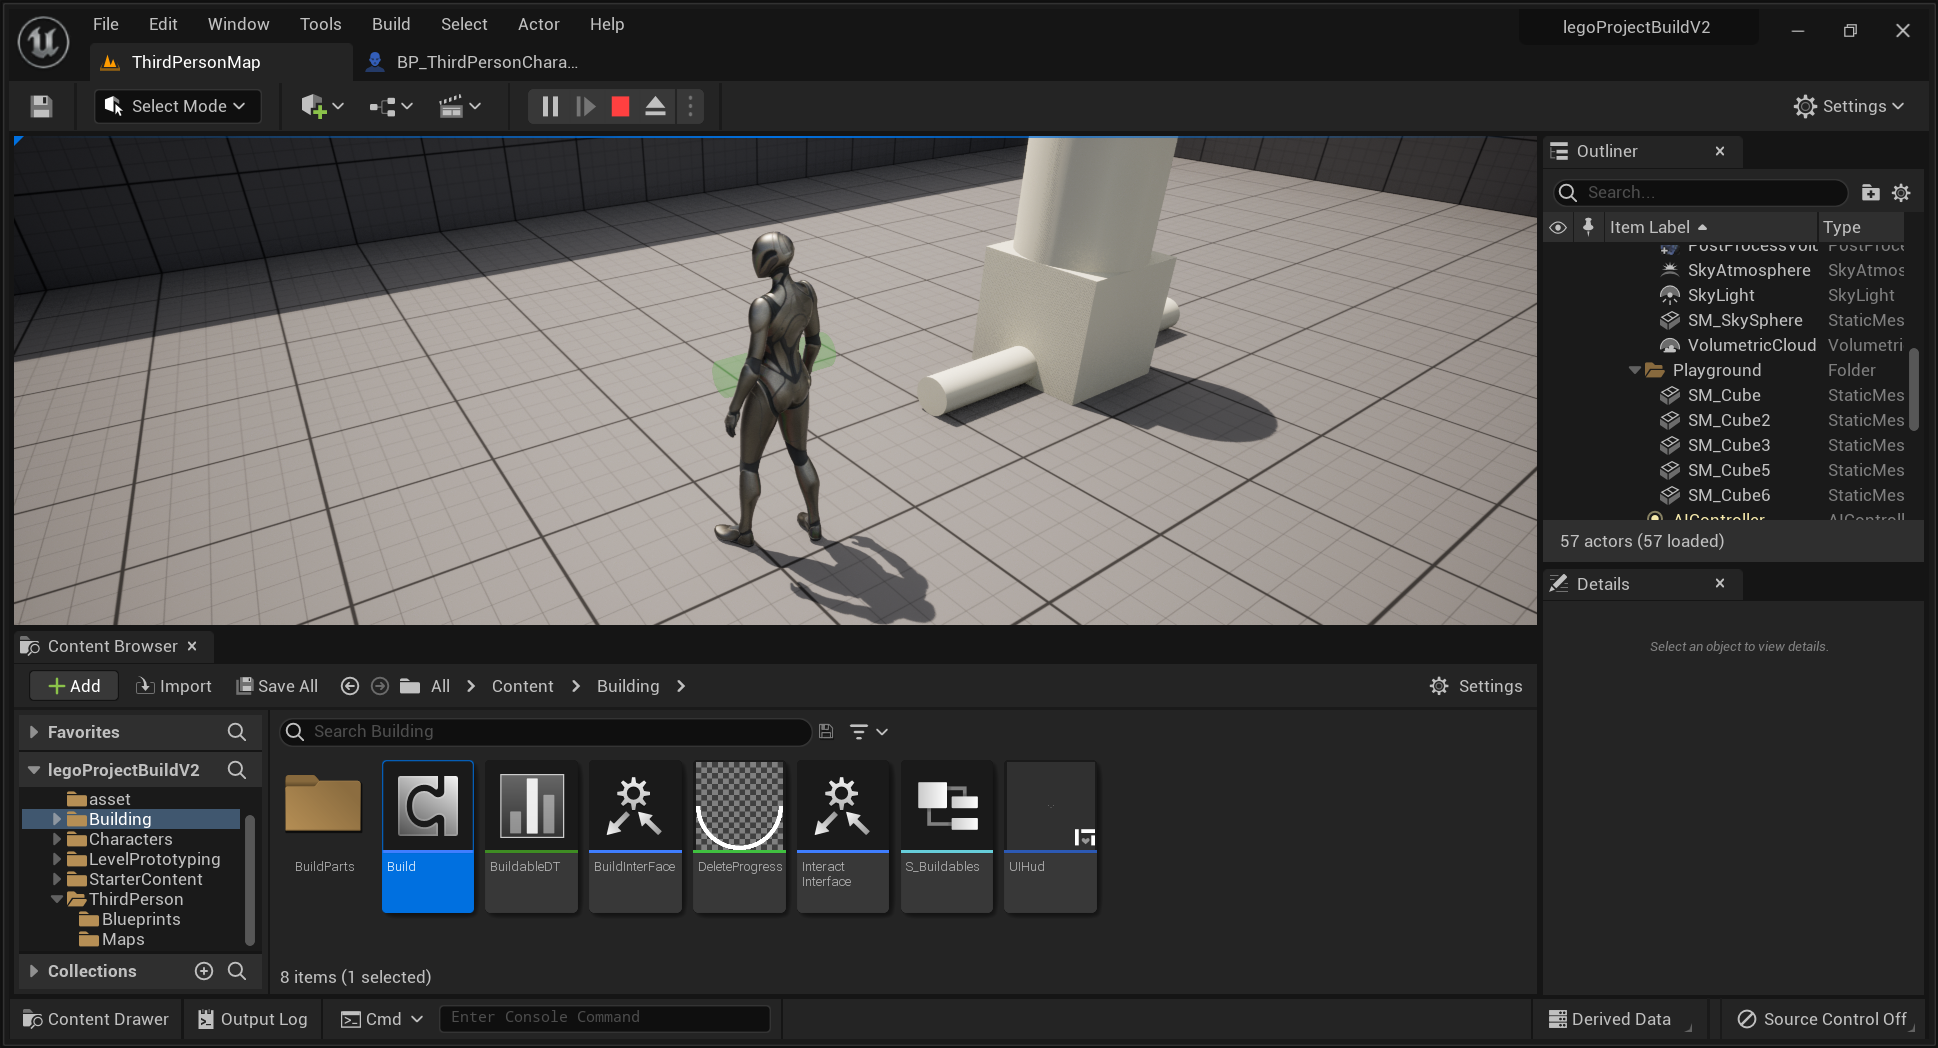 File Edit Window Tools Build Select Actor Help
legoProjectBuildV2
ThirdPersonMap
BP_ThirdPersonChara...
Select Mode
Settings
Outliner
Search...
Item Label Type
PostProcessVolu PostProce
SkyAtmosphere SkyAtmos
SkyLight SkyLight
SM_SkySphere StaticMes
VolumetricCloud Volumetri
Playground Folder
SM_Cube StaticMes
SM_Cube2 StaticMes
SM_Cube3 StaticMes
SM_Cube5 StaticMes
SM_Cube6 StaticMes
AIController AIControll
57 actors (57 loaded)
Details
Select an object to view details.
Content Browser
Add Import Save All All Content Building Settings
Favorites
legoProjectBuildV2
asset
Building
Characters
LevelPrototyping
StarterContent
ThirdPerson
Blueprints
Maps
Collections
Search Building
BuildParts
Build
BuildableDT
BuildInterFace
DeleteProgress
Interact
Interface
S_Buildables
UIHud
8 items (1 selected)
Content Drawer Output Log Cmd Enter Console Command Derived Data Source Control Off